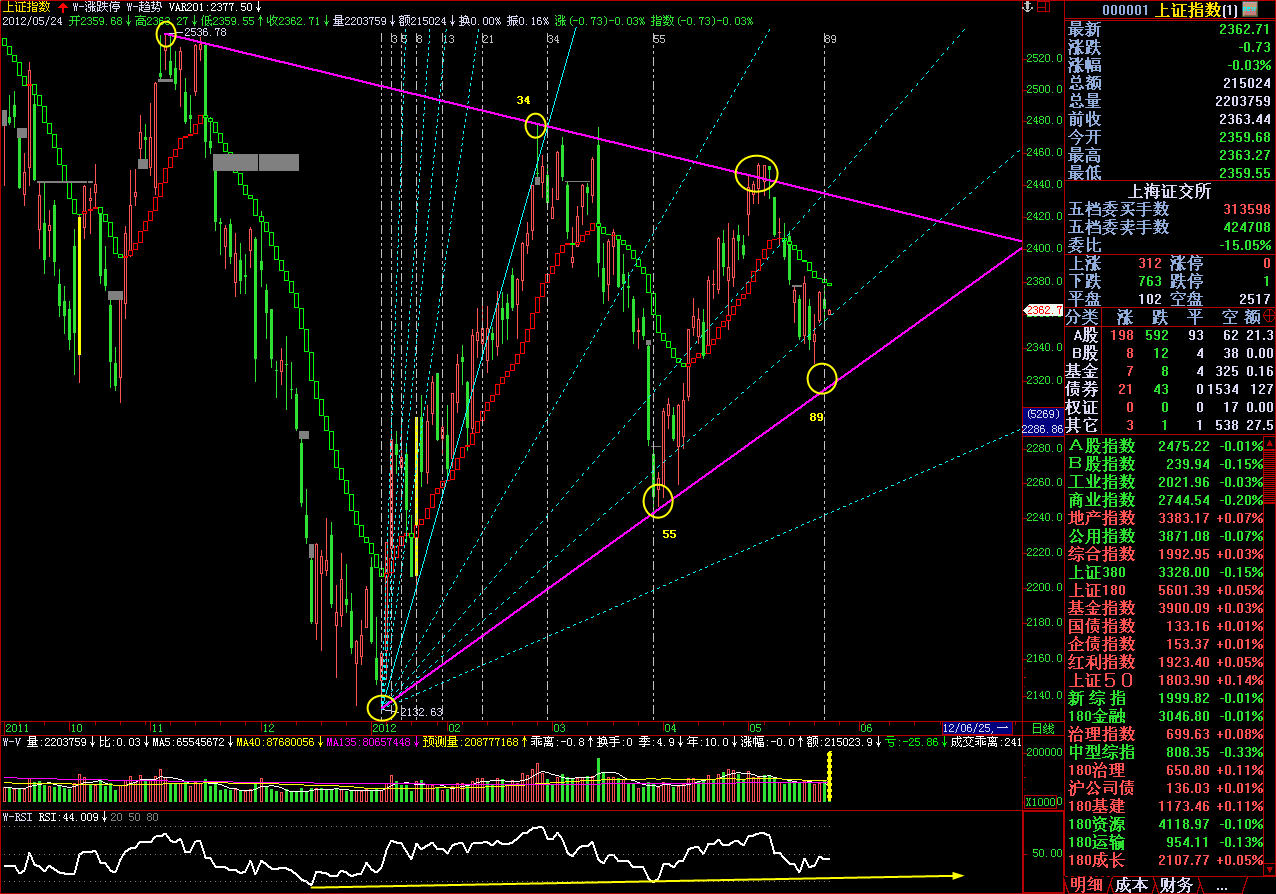 上证指数 W-涨跌停 W-趋势 VAR201:2377.50
2012/05/24 开2359.68 高2363.27 低2359.55 收2362.71 量2203759 额215024 换0.00% 振0.16% 涨(-0.73)-0.03% 指数(-0.73)-0.03%
2536.78
3 5 8 13 21 34 55 89
34
55
89
2132.63
2520.0
2500.0
2480.0
2460.0
2440.0
2420.0
2400.0
2380.0
2362.7
2340.0
2320.0
(5269)
2286.86
2280.0
2260.0
2240.0
2220.0
2200.0
2180.0
2160.0
2140.0
2011 10 11 12 2012 02 03 04 05 06 12/06/25,一 日线
W-V 量:2203759 比:0.03 MA5:65545672 MA40:87680056 MA135:80657448 预测量:208777168 乖离:-0.8 换手:0 季:4.9 年:10.0 涨幅:-0.0 额:215023.9 亏:-25.86 成交乖离:241
200000
X10000
W-RSI RSI:44.009 20 50 80
50.00
000001 上证指数(1)
最新 2362.71
涨跌 -0.73
涨幅 -0.03%
总额 215024
总量 2203759
前收 2363.44
今开 2359.68
最高 2363.27
最低 2359.55
上海证交所
五档委买手数 313598
五档委卖手数 424708
委比 -15.05%
上涨 312 涨停 0
下跌 763 跌停 1
平盘 102 空盘 2517
分类 涨 跌 平 空 额
A股 198 592 93 62 21.3
B股 8 12 4 38 0.00
基金 7 8 4 325 0.16
债券 21 43 0 1534 127
权证 0 0 0 17 0.00
其它 3 1 1 538 27.5
A股指数 2475.22 -0.01%
B股指数 239.94 -0.15%
工业指数 2021.96 -0.03%
商业指数 2744.54 -0.20%
地产指数 3383.17 +0.07%
公用指数 3871.08 -0.07%
综合指数 1992.95 +0.03%
上证380 3328.00 -0.15%
上证180 5601.39 +0.05%
基金指数 3900.09 +0.03%
国债指数 133.16 +0.01%
企债指数 153.37 +0.01%
红利指数 1923.40 +0.05%
上证50 1803.90 +0.14%
新综指 1999.82 -0.01%
180金融 3046.80 -0.01%
治理指数 699.63 +0.08%
中型综指 808.35 -0.33%
180治理 650.80 +0.11%
沪公司债 136.03 +0.01%
180基建 1173.46 +0.11%
180资源 4118.97 -0.10%
180运输 954.11 -0.13%
180成长 2107.77 +0.05%
明细 成本 财务 ...